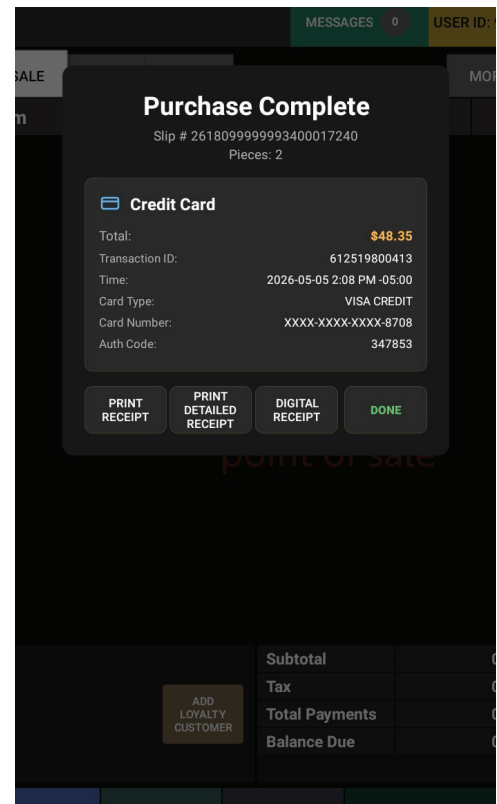 MESSAGES 0
USER ID:
SALE
MOR
m
Purchase Complete
Slip # 2618099999993400017240
Pieces: 2
Credit Card
Total: $48.35
Transaction ID: 612519800413
Time: 2026-05-05 2:08 PM -05:00
Card Type: VISA CREDIT
Card Number: XXXX-XXXX-XXXX-8708
Auth Code: 347853
PRINT RECEIPT
PRINT DETAILED RECEIPT
DIGITAL RECEIPT
DONE
point of sale
ADD LOYALTY CUSTOMER
Subtotal
Tax
Total Payments
Balance Due